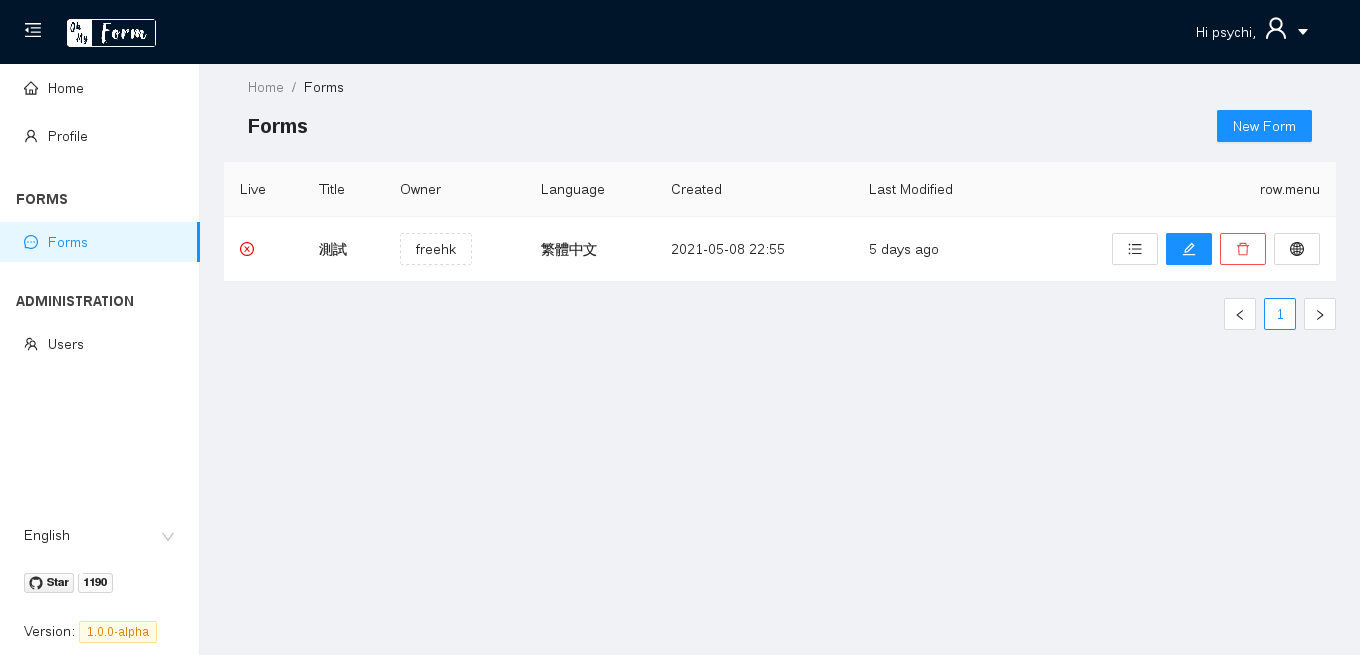 Oh My Form
Hi psychi,
Home
Profile
FORMS
Forms
ADMINISTRATION
Users
English
Star 1190
Version: 1.0.0-alpha
Home / Forms
Forms
New Form
Live Title Owner Language Created Last Modified row.menu
測試 freehk 繁體中文 2021-05-08 22:55 5 days ago
1